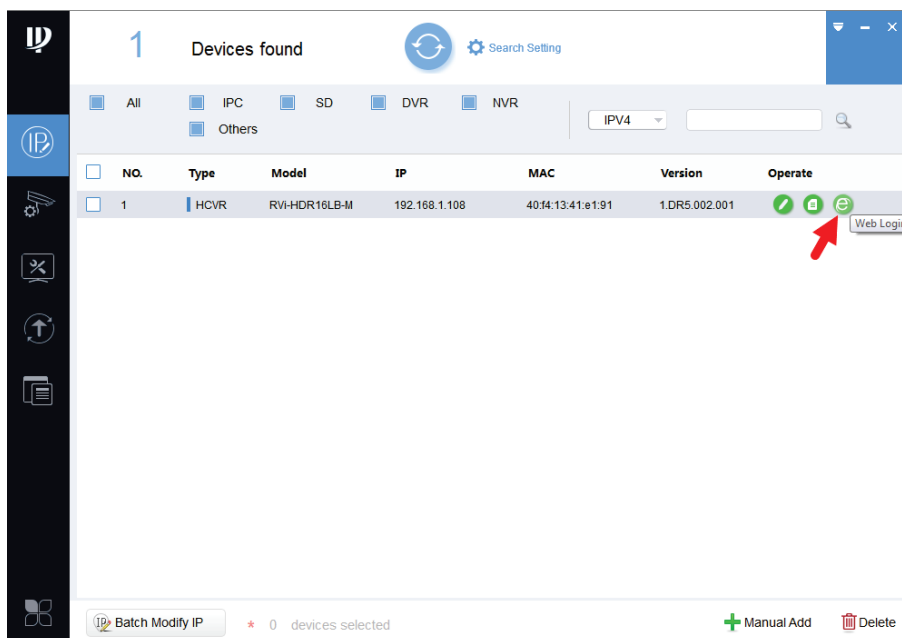 1 Devices found Search Setting
All IPC SD DVR NVR
Others
IPV4
NO. Type Model IP MAC Version Operate
1 HCVR RVi-HDR16LB-M 192.168.1.108 40:f4:13:41:e1:91 1.DR5.002.001
Web Login
IP Batch Modify IP * 0 devices selected Manual Add Delete